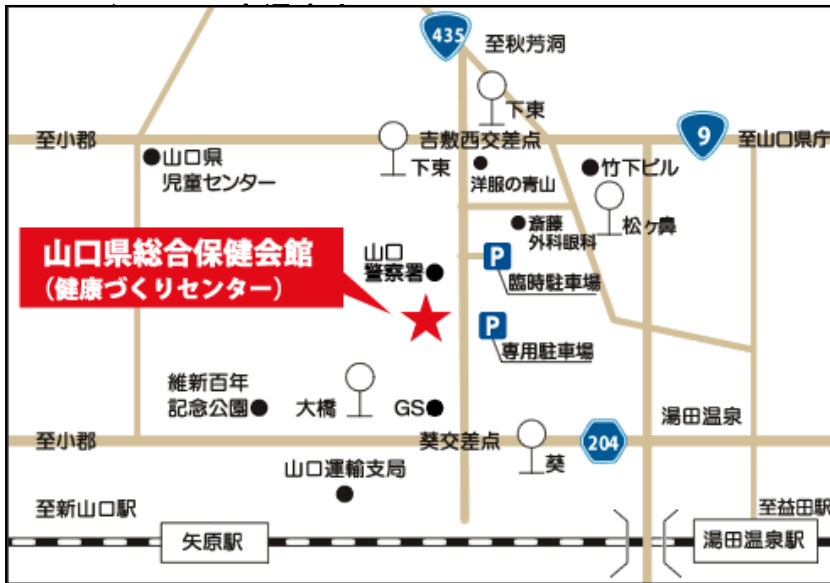 435
至秋芳洞
下東
至小郡
吉敷西交差点
9
至山口県庁
山口県
児童センター
下東
洋服の青山
竹下ビル
松ヶ鼻
斎藤
外科眼科
山口県総合保健会館
(健康づくりセンター)
山口
警察署
P
臨時駐車場
P
専用駐車場
維新百年
記念公園
大橋
GS
湯田温泉
至小郡
葵交差点
204
葵
山口運輸支局
至新山口駅
至益田駅
矢原駅
湯田温泉駅